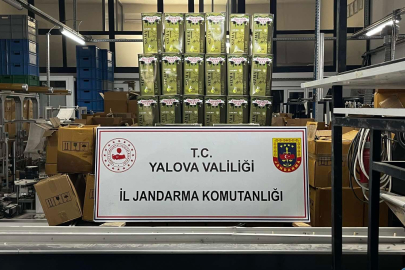 T.C.
YALOVA VALİLİĞİ
İL JANDARMA KOMUTANLIĞI